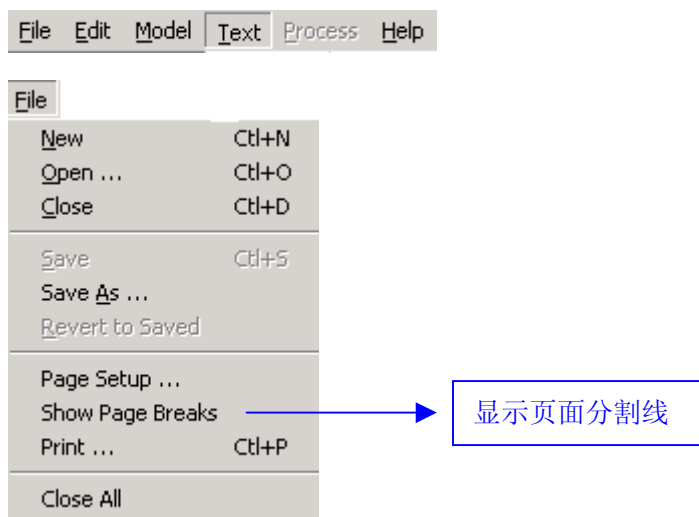 File Edit Model Text Process Help
File
New Ctl+N
Open ... Ctl+O
Close Ctl+D
Save Ctl+S
Save As ...
Revert to Saved
Page Setup ...
Show Page Breaks 显示页面分割线
Print ... Ctl+P
Close All